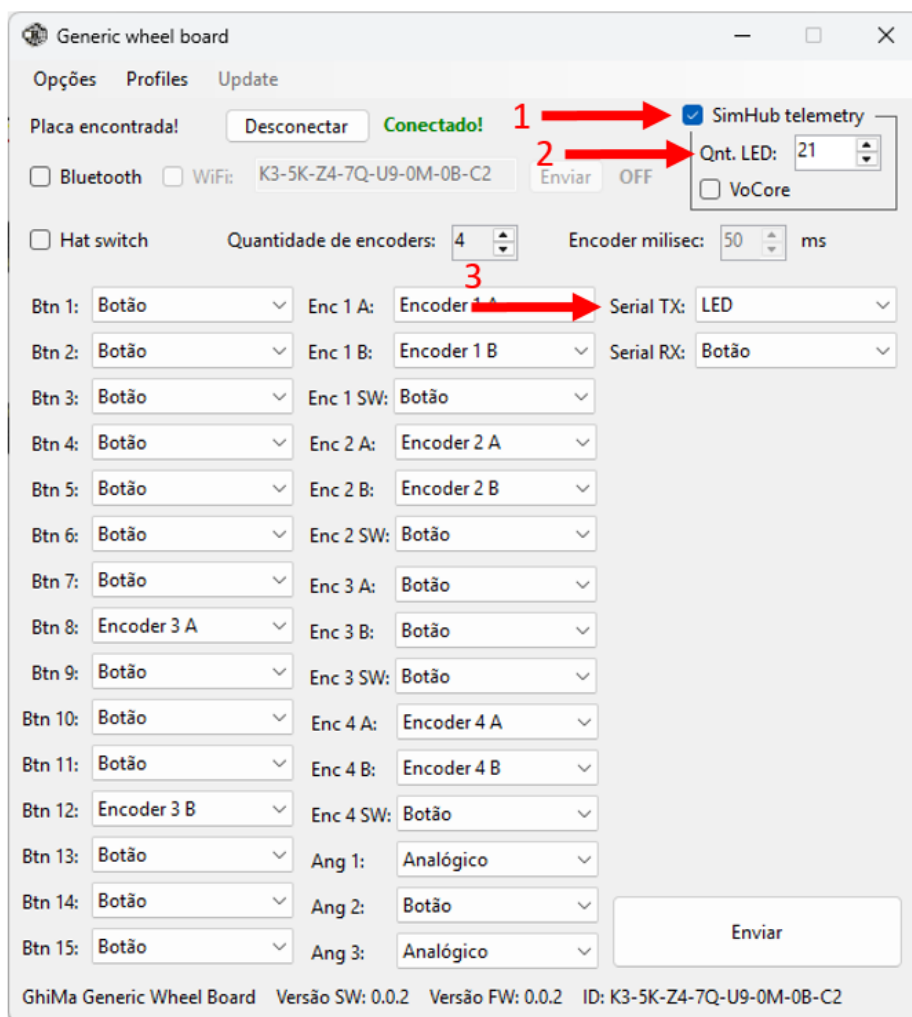 Generic wheel board
Opções Profiles Update
Placa encontrada! Desconectar Conectado! 1 SimHub telemetry
2 Qnt. LED: 21
Bluetooth WiFi: K3-5K-Z4-7Q-U9-0M-0B-C2 Enviar OFF
VoCore
Hat switch Quantidade de encoders: 4 Encoder milisec: 50 ms
3
Btn 1: Botão Enc 1 A: Encoder 1 A Serial TX: LED
Btn 2: Botão Enc 1 B: Encoder 1 B Serial RX: Botão
Btn 3: Botão Enc 1 SW: Botão
Btn 4: Botão Enc 2 A: Encoder 2 A
Btn 5: Botão Enc 2 B: Encoder 2 B
Btn 6: Botão Enc 2 SW: Botão
Btn 7: Botão Enc 3 A: Botão
Btn 8: Encoder 3 A Enc 3 B: Botão
Btn 9: Botão Enc 3 SW: Botão
Btn 10: Botão Enc 4 A: Encoder 4 A
Btn 11: Botão Enc 4 B: Encoder 4 B
Btn 12: Encoder 3 B Enc 4 SW: Botão
Btn 13: Botão Ang 1: Analógico
Btn 14: Botão Ang 2: Botão
Enviar
Btn 15: Botão Ang 3: Analógico
GhiMa Generic Wheel Board Versão SW: 0.0.2 Versão FW: 0.0.2 ID: K3-5K-Z4-7Q-U9-0M-0B-C2